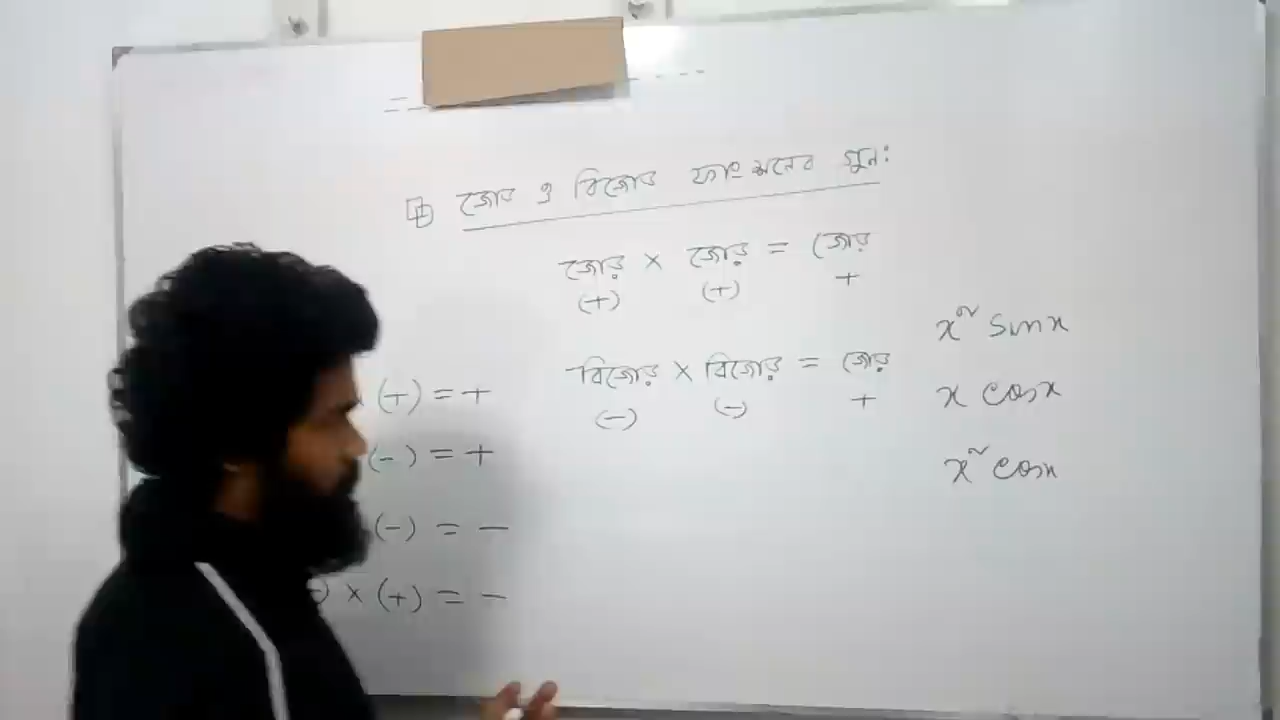 জোড় ও বিজোড় ফাংশনের গুন:
জোড় × জোড় = জোড়
(+) (+) +
বিজোড় × বিজোড় = জোড়
(-) (-) +
(+) = +
(-) = +
(-) = -
× (+) = -
x² sinx
x cosx
x² cosx